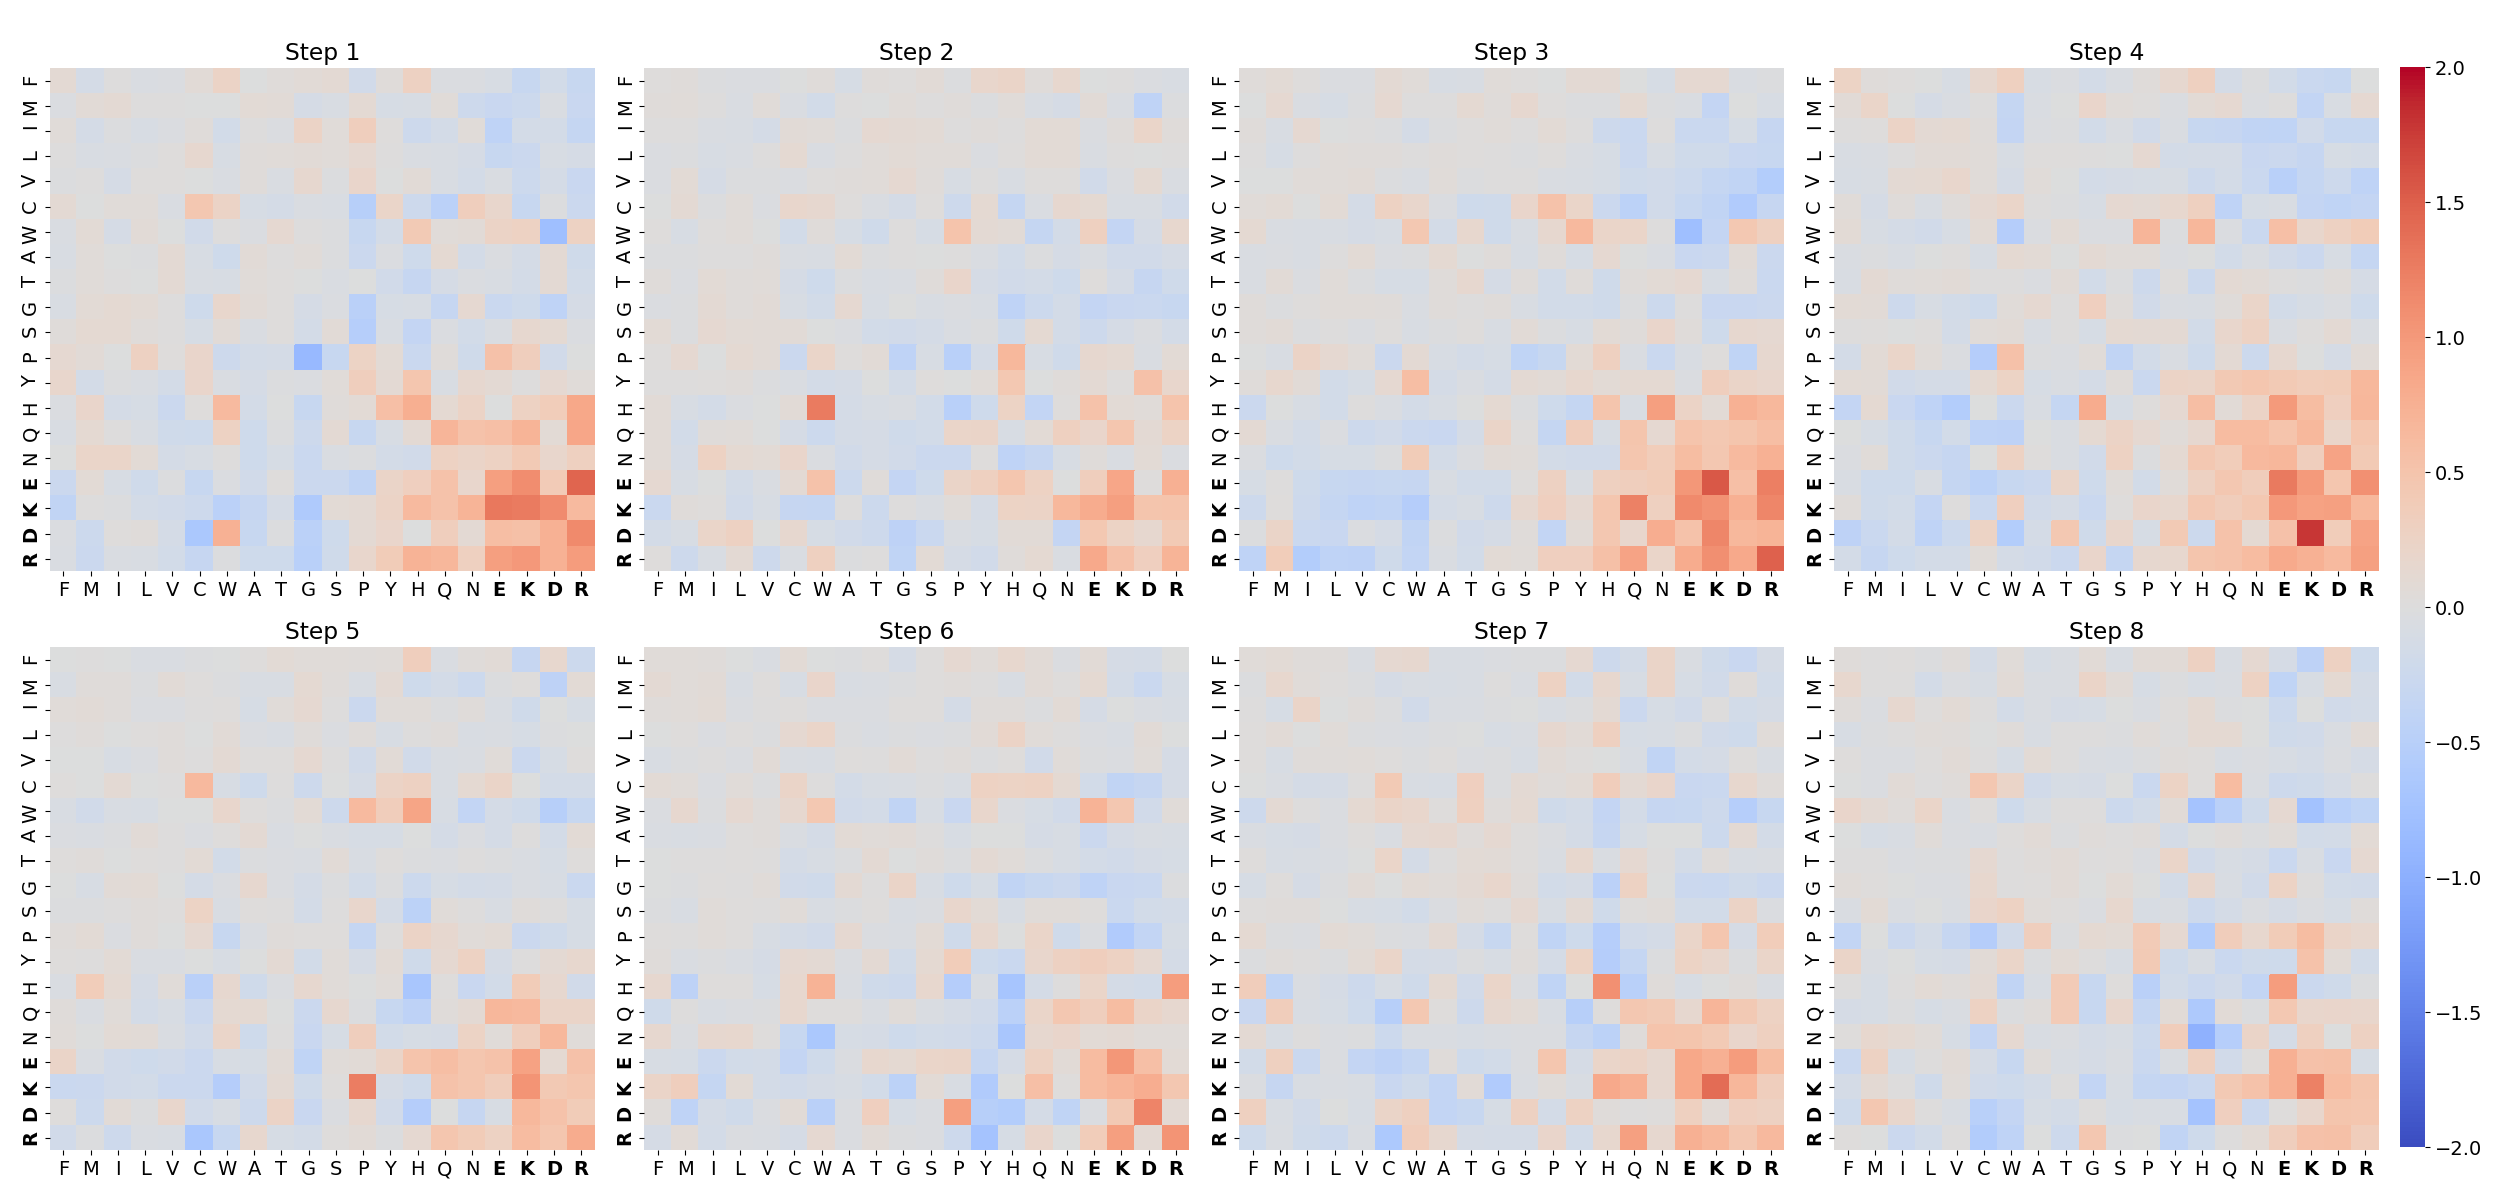 Step 1
F
M
I
L
V
C
W
A
T
G
S
P
Y
H
Q
N
E
K
D
R
F M I L V C W A T G S P Y H Q N E K D R
Step 2
F
M
I
L
V
C
W
A
T
G
S
P
Y
H
Q
N
E
K
D
R
F M I L V C W A T G S P Y H Q N E K D R
Step 3
F
M
I
L
V
C
W
A
T
G
S
P
Y
H
Q
N
E
K
D
R
F M I L V C W A T G S P Y H Q N E K D R
Step 4
F
M
I
L
V
C
W
A
T
G
S
P
Y
H
Q
N
E
K
D
R
F M I L V C W A T G S P Y H Q N E K D R
Step 5
F
M
I
L
V
C
W
A
T
G
S
P
Y
H
Q
N
E
K
D
R
F M I L V C W A T G S P Y H Q N E K D R
Step 6
F
M
I
L
V
C
W
A
T
G
S
P
Y
H
Q
N
E
K
D
R
F M I L V C W A T G S P Y H Q N E K D R
Step 7
F
M
I
L
V
C
W
A
T
G
S
P
Y
H
Q
N
E
K
D
R
F M I L V C W A T G S P Y H Q N E K D R
Step 8
F
M
I
L
V
C
W
A
T
G
S
P
Y
H
Q
N
E
K
D
R
F M I L V C W A T G S P Y H Q N E K D R
2.0
1.5
1.0
0.5
0.0
−0.5
−1.0
−1.5
−2.0